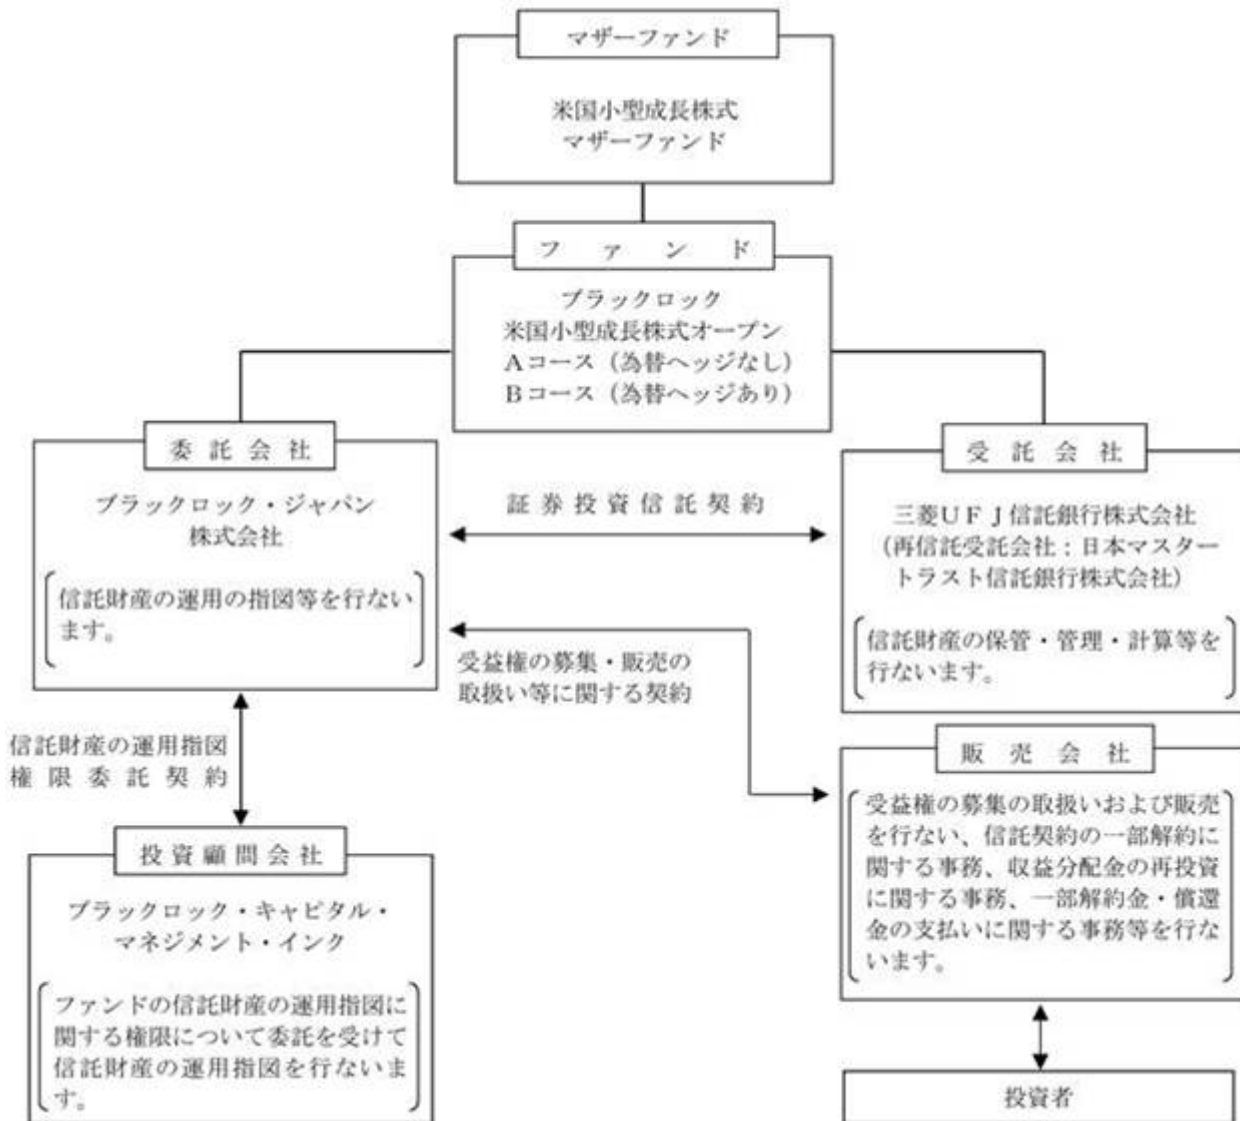 マザーファンド
米国小型成長株式
マザーファンド
ファンド
ブラックロック
米国小型成長株式オープン
Aコース（為替ヘッジなし）
Bコース（為替ヘッジあり）
委託会社
ブラックロック・ジャパン
株式会社
信託財産の運用の指図等を行ない
ます。
証券投資信託契約
受託会社
三菱UFJ信託銀行株式会社
（再信託受託会社：日本マスター
トラスト信託銀行株式会社）
信託財産の保管・管理・計算等を
行ないます。
受益権の募集・販売の
取扱い等に関する契約
信託財産の運用指図
権限委託契約
販売会社
受益権の募集の取扱いおよび販売
を行ない、信託契約の一部解約に
関する事務、収益分配金の再投資
に関する事務、一部解約金・償還
金の支払いに関する事務等を行な
います。
投資顧問会社
ブラックロック・キャピタル・
マネジメント・インク
ファンドの信託財産の運用指図に
関する権限について委託を受けて
信託財産の運用指図を行ないま
す。
投資者